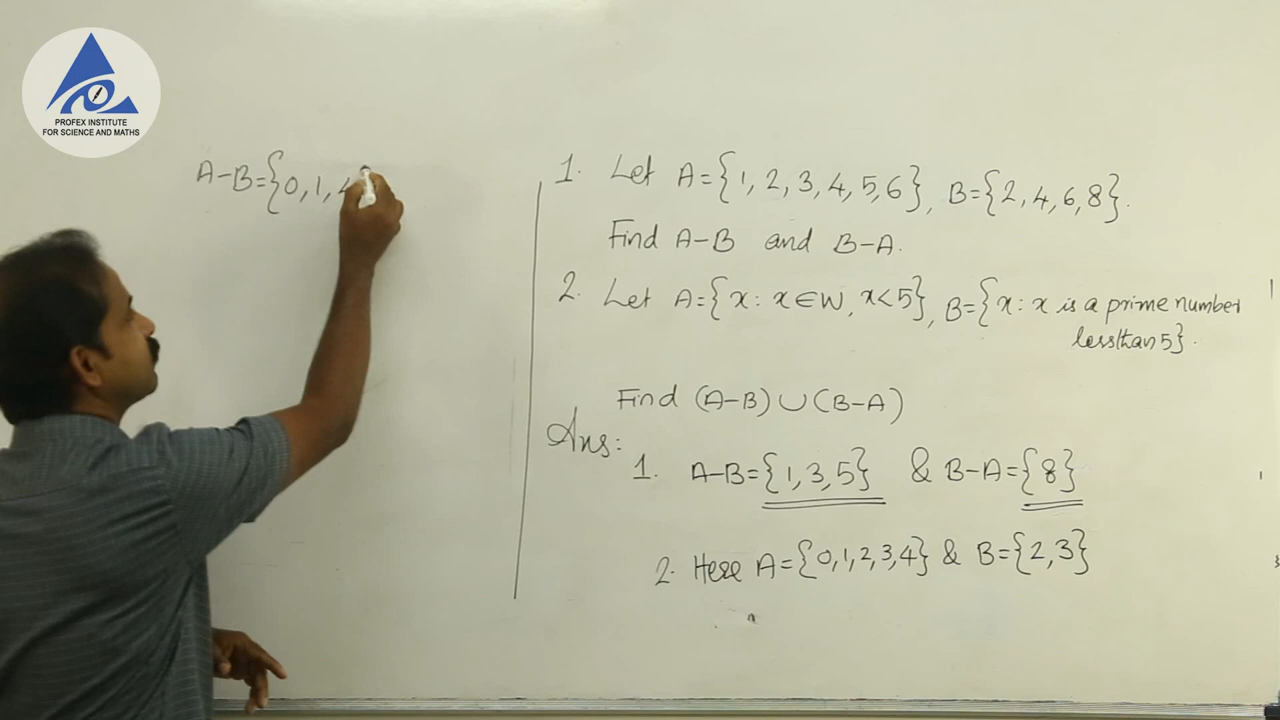 PROFEX INSTITUTE
FOR SCIENCE AND MATHS
A-B={0,1,4
1. Let A={1,2,3,4,5,6}, B={2,4,6,8}.
Find A-B and B-A.
2. Let A={x: x∈W, x<5}, B={x: x is a prime number
less than 5}.
Find (A-B)∪(B-A)
Ans:
1. A-B={1,3,5} & B-A={8}
2. Here A={0,1,2,3,4} & B={2,3}